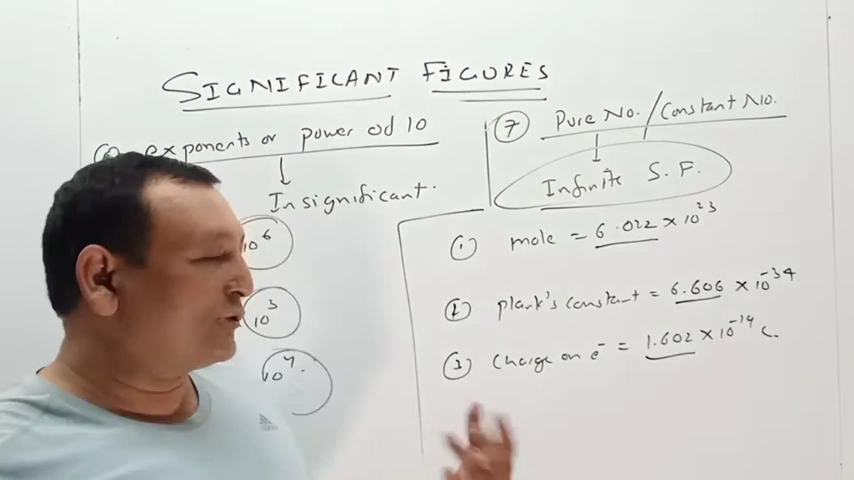 SIGNIFICANT FIGURES
exponents or power od 10
Insignificant.
10⁶
10³
10⁴.
⑦ Pure No. / Constant No.
Infinite S.F.
① mole = 6.022 × 10²³
② plank's constant = 6.606 × 10⁻³⁴
③ Charge on e⁻ = 1.602 × 10⁻¹⁹ C.
adidas